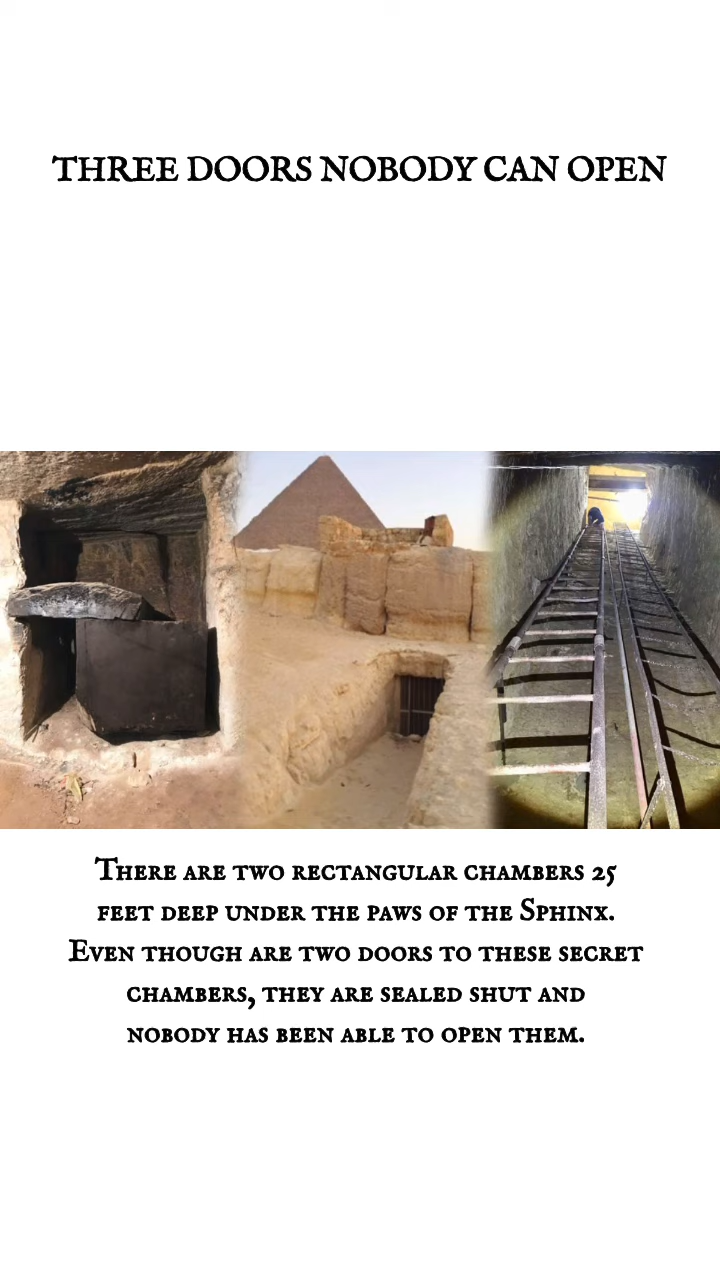 THREE DOORS NOBODY CAN OPEN
There are two rectangular chambers 25
feet deep under the paws of the Sphinx.
Even though are two doors to these secret
chambers, they are sealed shut and
nobody has been able to open them.